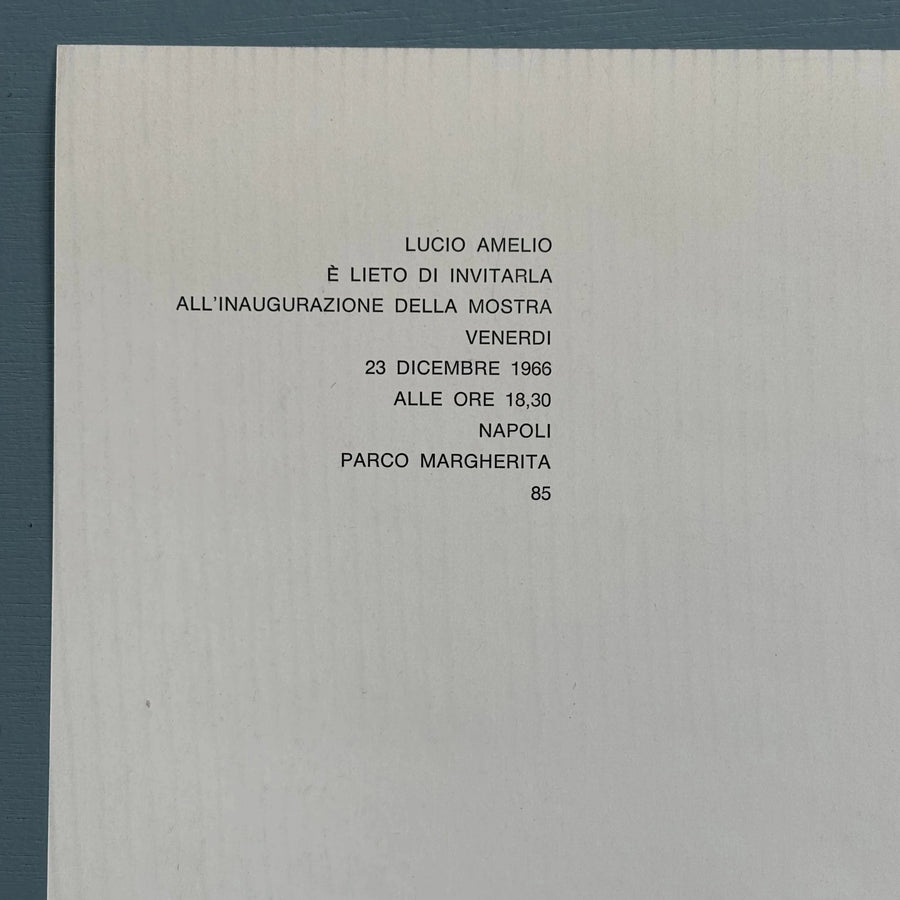 LUCIO AMELIO
È LIETO DI INVITARLA
ALL'INAUGURAZIONE DELLA MOSTRA
VENERDI
23 DICEMBRE 1966
ALLE ORE 18,30
NAPOLI
PARCO MARGHERITA
85